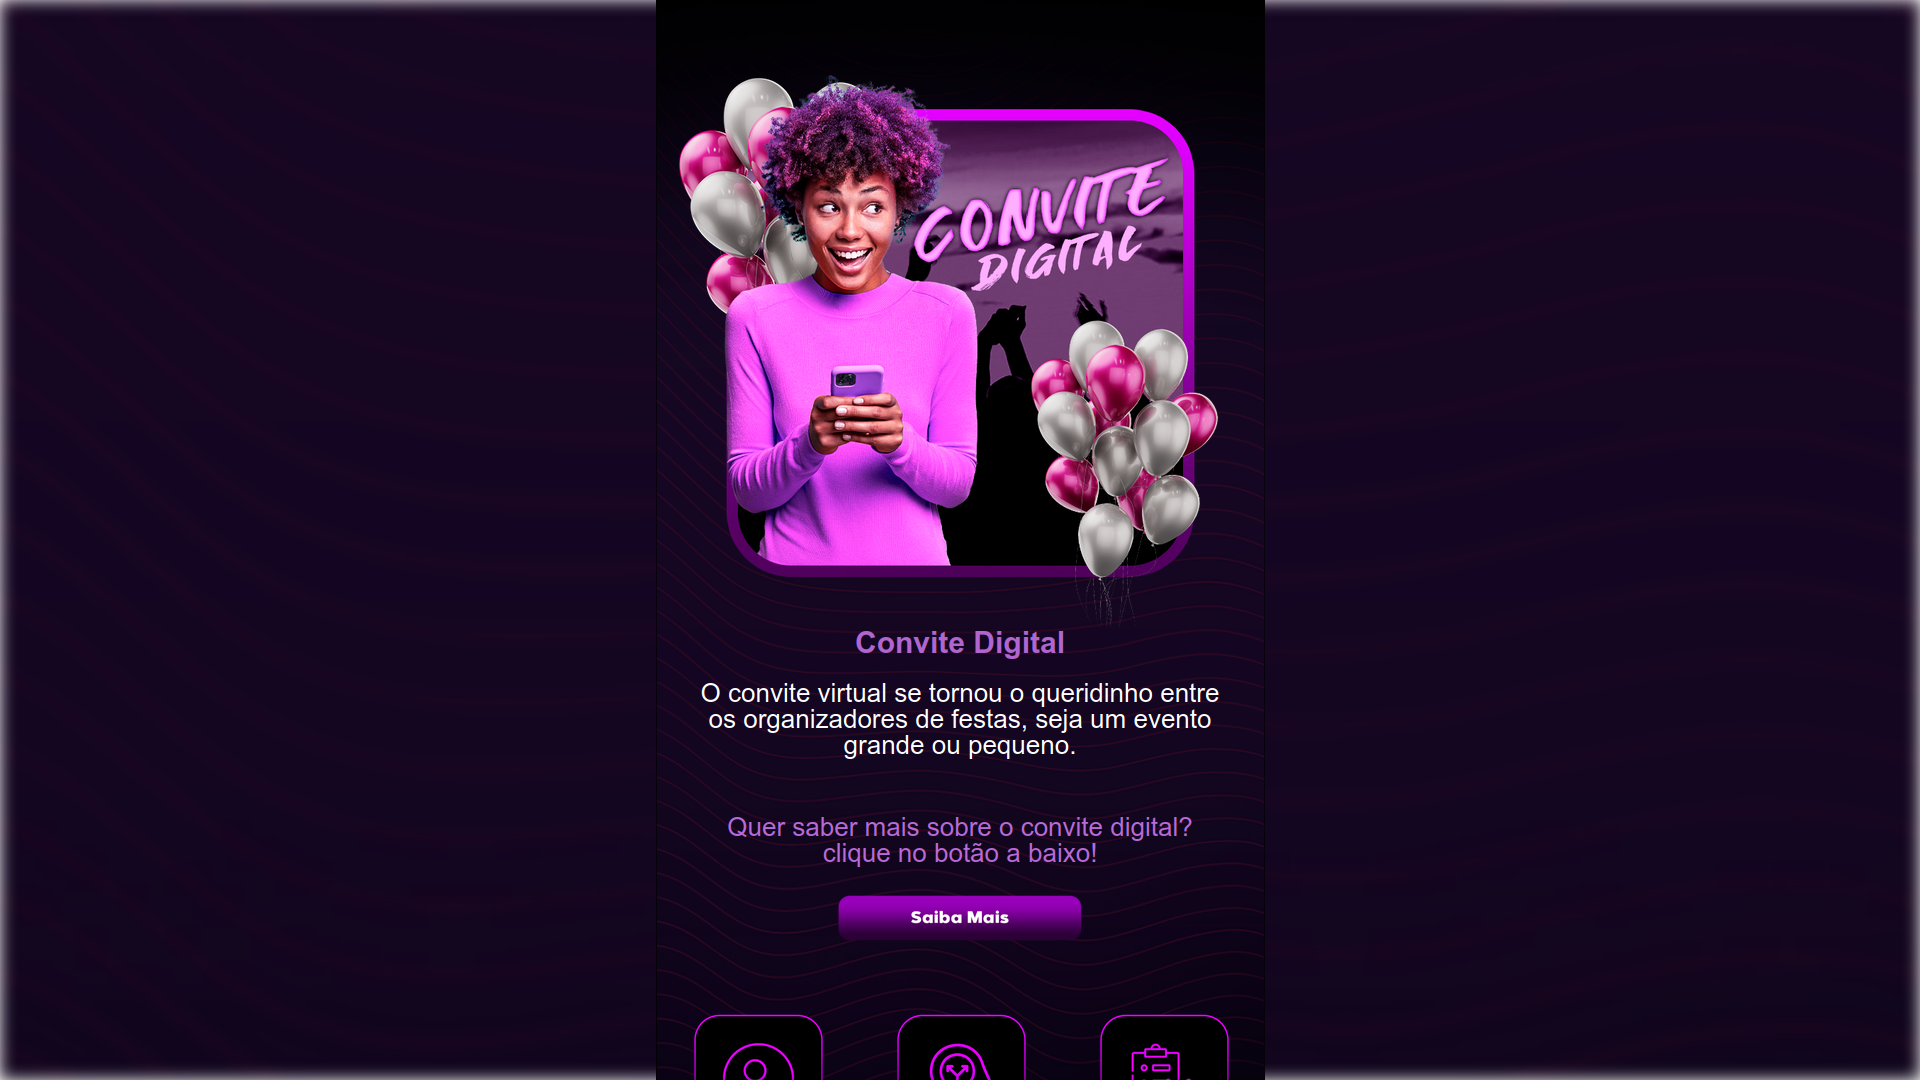 CONVITE
DIGITAL
Convite Digital
O convite virtual se tornou o queridinho entre
os organizadores de festas, seja um evento
grande ou pequeno.
Quer saber mais sobre o convite digital?
clique no botão a baixo!
Saiba Mais